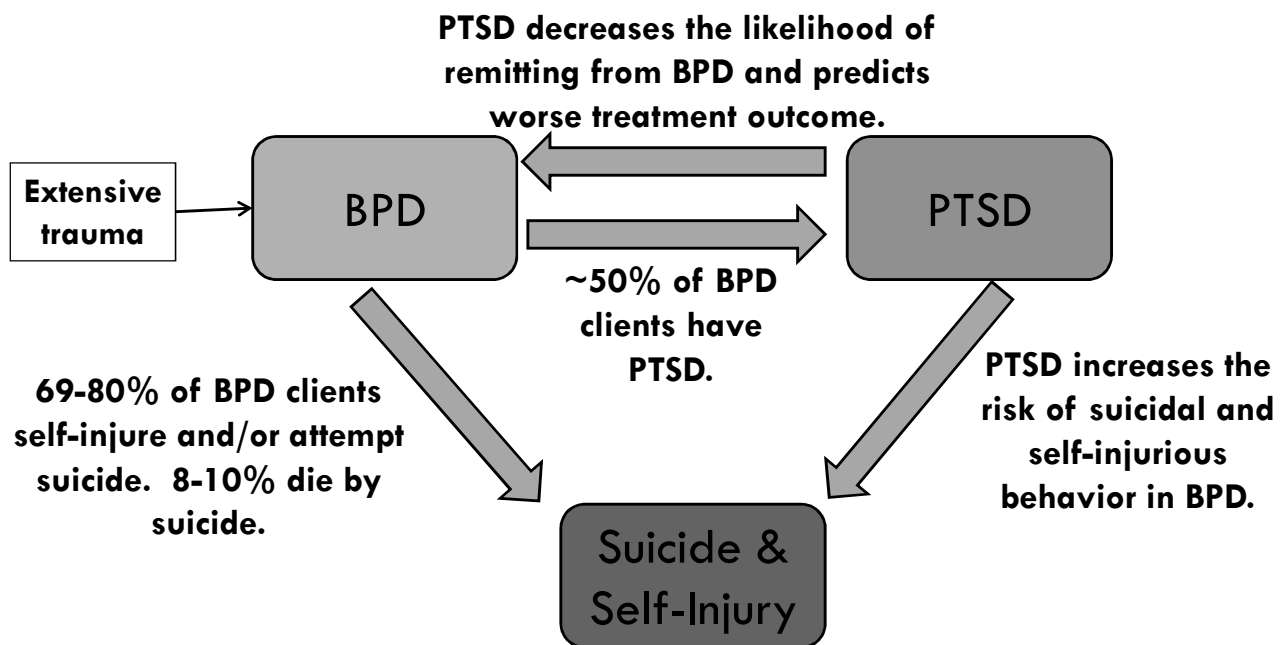 PTSD decreases the likelihood of
remitting from BPD and predicts
worse treatment outcome.
Extensive
trauma
BPD
PTSD
~50% of BPD
clients have
PTSD.
69-80% of BPD clients
self-injure and/or attempt
suicide.  8-10% die by
suicide.
PTSD increases the
risk of suicidal and
self-injurious
behavior in BPD.
Suicide &
Self-Injury